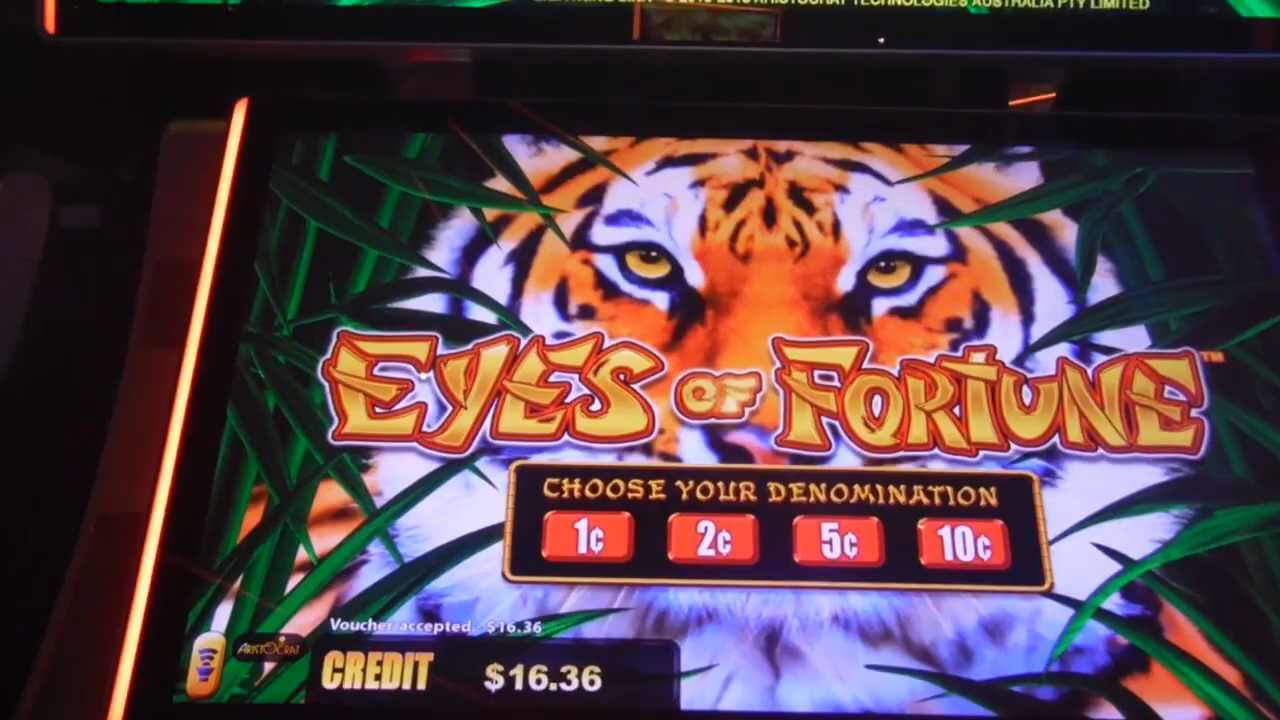 TECHNOLOGIES AUSTRALIA PTY LIMITED
EYES OF FORTUNE™
CHOOSE YOUR DENOMINATION
1¢ 2¢ 5¢ 10¢
Voucher accepted - $16.36
ARISTOCRAT
CREDIT $16.36